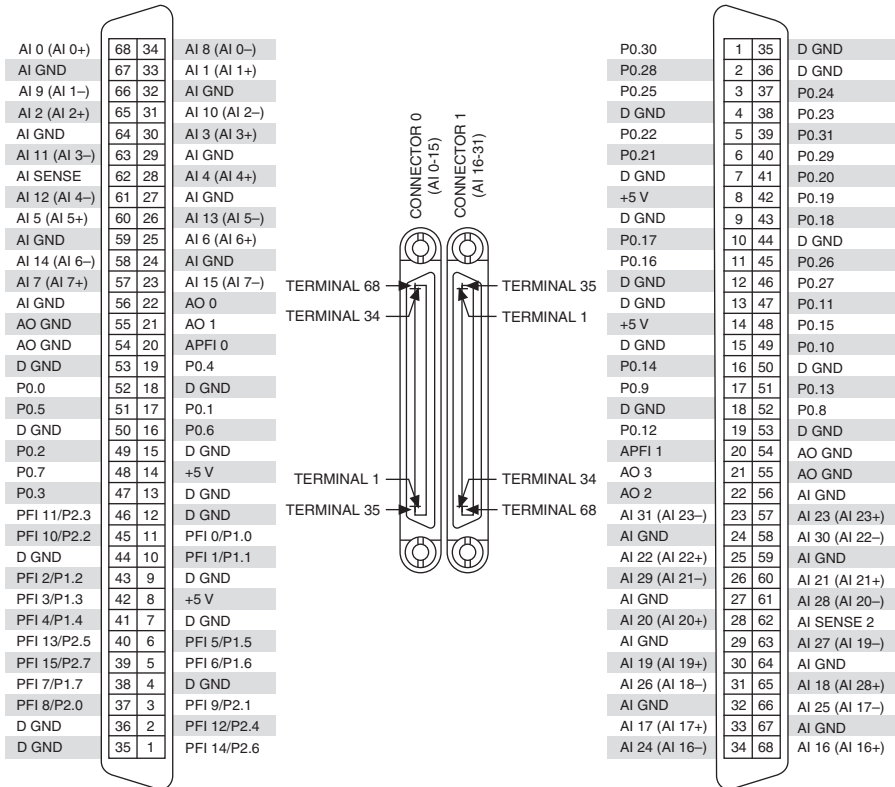 AI 0 (AI 0+) 68 34 AI 8 (AI 0–)
AI GND 67 33 AI 1 (AI 1+)
AI 9 (AI 1–) 66 32 AI GND
AI 2 (AI 2+) 65 31 AI 10 (AI 2–)
AI GND 64 30 AI 3 (AI 3+)
AI 11 (AI 3–) 63 29 AI GND
AI SENSE 62 28 AI 4 (AI 4+)
AI 12 (AI 4–) 61 27 AI GND
AI 5 (AI 5+) 60 26 AI 13 (AI 5–)
AI GND 59 25 AI 6 (AI 6+)
AI 14 (AI 6–) 58 24 AI GND
AI 7 (AI 7+) 57 23 AI 15 (AI 7–)
AI GND 56 22 AO 0
AO GND 55 21 AO 1
AO GND 54 20 APFI 0
D GND 53 19 P0.4
P0.0 52 18 D GND
P0.5 51 17 P0.1
D GND 50 16 P0.6
P0.2 49 15 D GND
P0.7 48 14 +5 V
P0.3 47 13 D GND
PFI 11/P2.3 46 12 D GND
PFI 10/P2.2 45 11 PFI 0/P1.0
D GND 44 10 PFI 1/P1.1
PFI 2/P1.2 43 9 D GND
PFI 3/P1.3 42 8 +5 V
PFI 4/P1.4 41 7 D GND
PFI 13/P2.5 40 6 PFI 5/P1.5
PFI 15/P2.7 39 5 PFI 6/P1.6
PFI 7/P1.7 38 4 D GND
PFI 8/P2.0 37 3 PFI 9/P2.1
D GND 36 2 PFI 12/P2.4
D GND 35 1 PFI 14/P2.6
CONNECTOR 0
(AI 0-15)
CONNECTOR 1
(AI 16-31)
TERMINAL 68
TERMINAL 35
TERMINAL 34
TERMINAL 1
TERMINAL 1
TERMINAL 34
TERMINAL 35
TERMINAL 68
P0.30 1 35 D GND
P0.28 2 36 D GND
P0.25 3 37 P0.24
D GND 4 38 P0.23
P0.22 5 39 P0.31
P0.21 6 40 P0.29
D GND 7 41 P0.20
+5 V 8 42 P0.19
D GND 9 43 P0.18
P0.17 10 44 D GND
P0.16 11 45 P0.26
D GND 12 46 P0.27
D GND 13 47 P0.11
+5 V 14 48 P0.15
D GND 15 49 P0.10
P0.14 16 50 D GND
P0.9 17 51 P0.13
D GND 18 52 P0.8
P0.12 19 53 D GND
APFI 1 20 54 AO GND
AO 3 21 55 AO GND
AO 2 22 56 AI GND
AI 31 (AI 23–) 23 57 AI 23 (AI 23+)
AI GND 24 58 AI 30 (AI 22–)
AI 22 (AI 22+) 25 59 AI GND
AI 29 (AI 21–) 26 60 AI 21 (AI 21+)
AI GND 27 61 AI 28 (AI 20–)
AI 20 (AI 20+) 28 62 AI SENSE 2
AI GND 29 63 AI 27 (AI 19–)
AI 19 (AI 19+) 30 64 AI GND
AI 26 (AI 18–) 31 65 AI 18 (AI 28+)
AI GND 32 66 AI 25 (AI 17–)
AI 17 (AI 17+) 33 67 AI GND
AI 24 (AI 16–) 34 68 AI 16 (AI 16+)